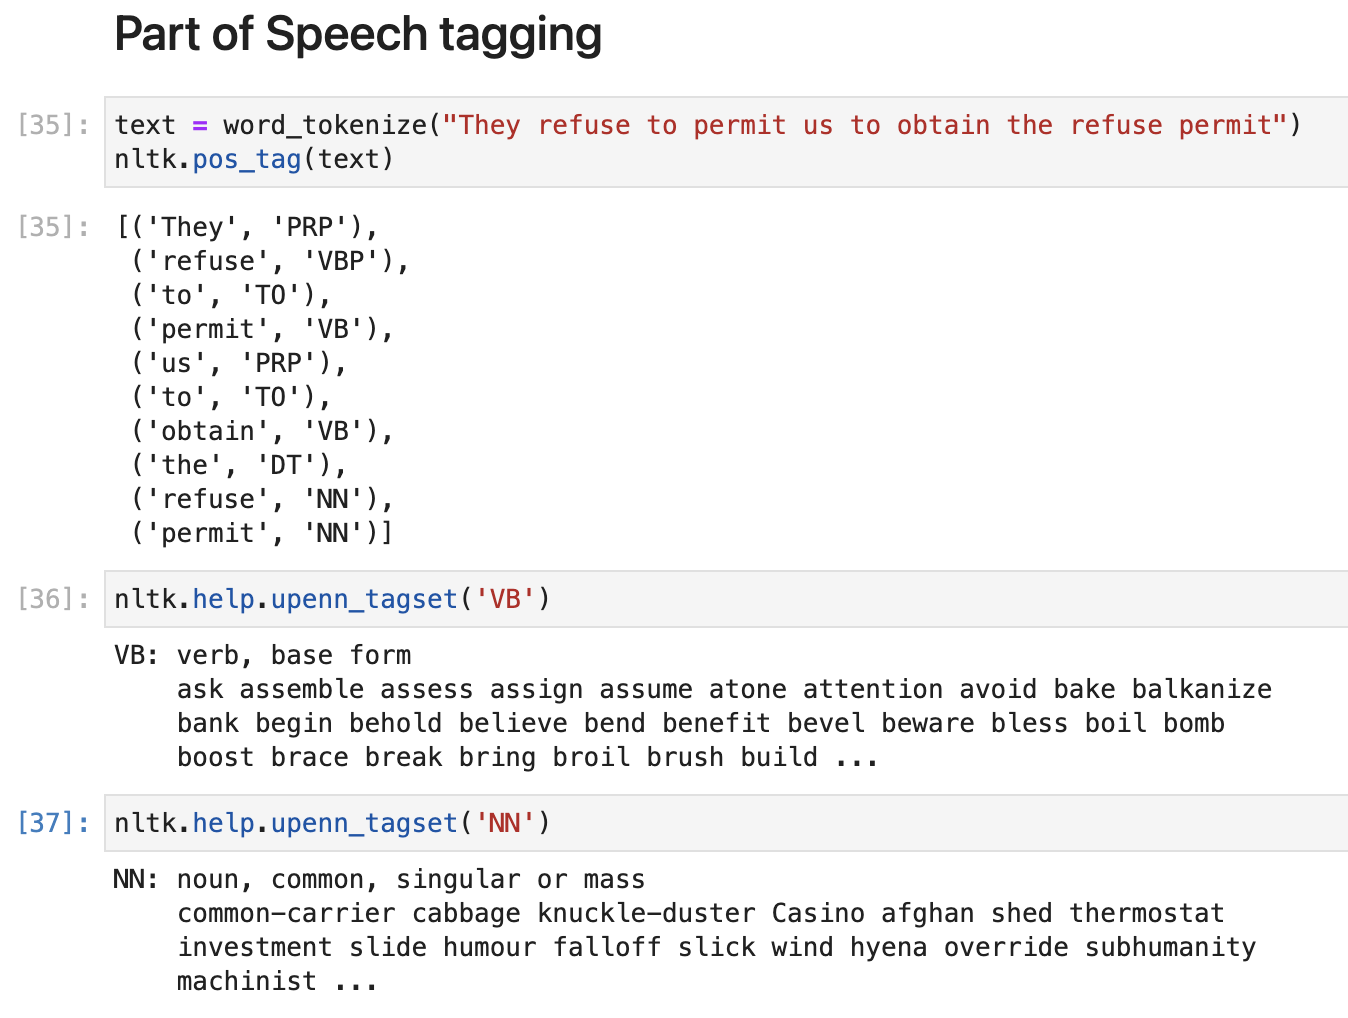 Part of Speech tagging
[35]: text = word_tokenize("They refuse to permit us to obtain the refuse permit")
nltk.pos_tag(text)
[35]: [('They', 'PRP'),
('refuse', 'VBP'),
('to', 'TO'),
('permit', 'VB'),
('us', 'PRP'),
('to', 'TO'),
('obtain', 'VB'),
('the', 'DT'),
('refuse', 'NN'),
('permit', 'NN')]
[36]: nltk.help.upenn_tagset('VB')
VB: verb, base form
ask assemble assess assign assume atone attention avoid bake balkanize
bank begin behold believe bend benefit bevel beware bless boil bomb
boost brace break bring broil brush build ...
[37]: nltk.help.upenn_tagset('NN')
NN: noun, common, singular or mass
common-carrier cabbage knuckle-duster Casino afghan shed thermostat
investment slide humour falloff slick wind hyena override subhumanity
machinist ...